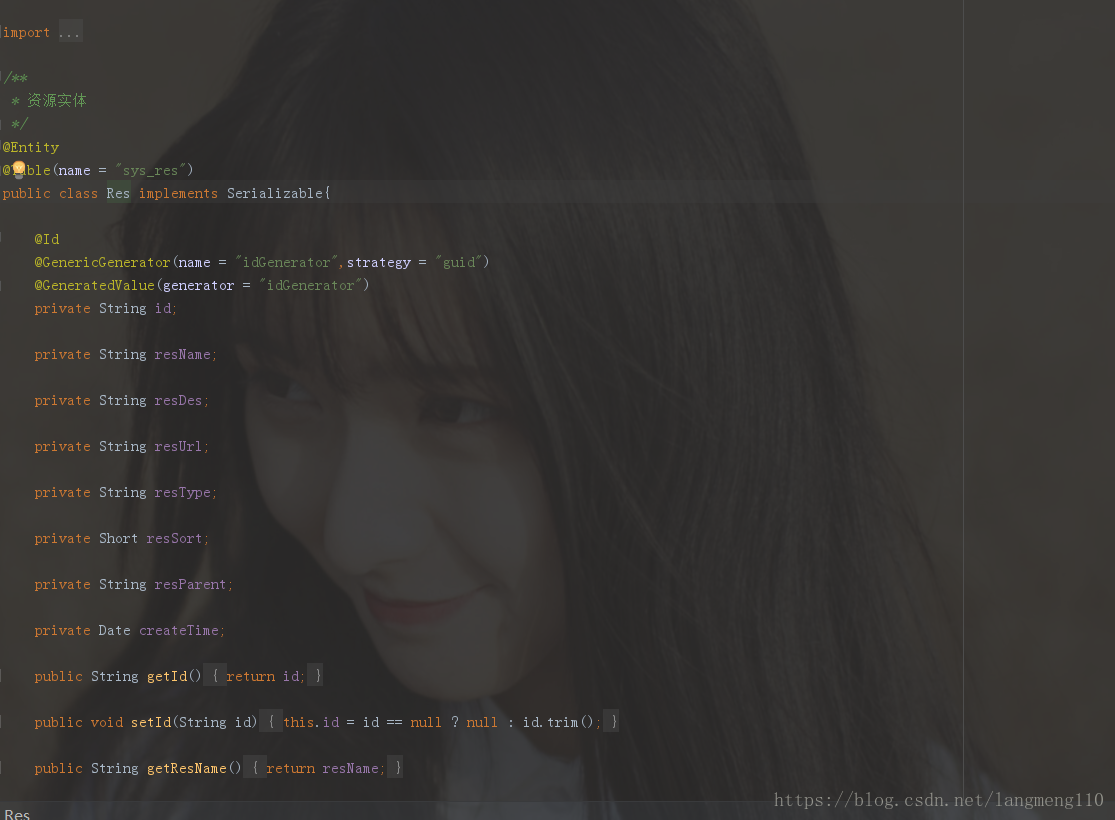 import ...
/**
* 资源实体
*/
@Entity
@Table(name = "sys_res")
public class Res implements Serializable{
@Id
@GenericGenerator(name = "idGenerator",strategy = "guid")
@GeneratedValue(generator = "idGenerator")
private String id;
private String resName;
private String resDes;
private String resUrl;
private String resType;
private Short resSort;
private String resParent;
private Date createTime;
public String getId() { return id; }
public void setId(String id) { this.id = id == null ? null : id.trim(); }
public String getResName() { return resName; }
https://blog.csdn.net/langmeng110
Res